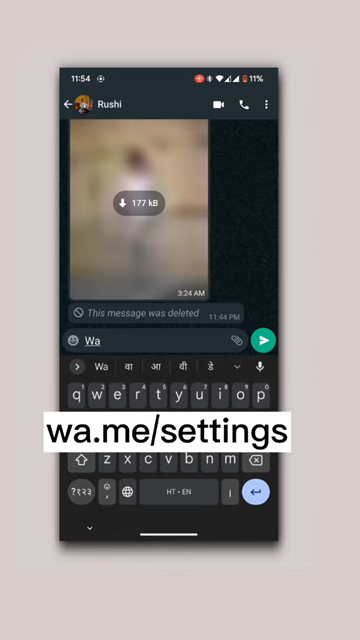 11:54
11%
Rushi
177 kB
3:24 AM
This message was deleted
11:44 PM
Wa
Wa वा आ वी डे
q w e r t y u i o p
wa.me/settings
z x c v b n m
?१२३ , HT • EN |